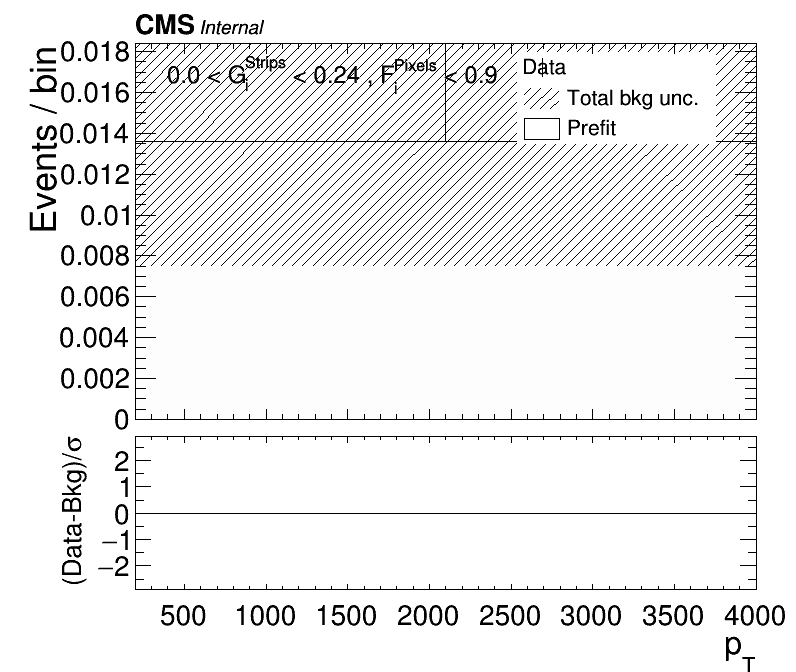 CMS Internal
Events / bin
0.018
0.016
0.014
0.012
0.01
0.008
0.006
0.004
0.002
0
0.0 < G_i^Strips < 0.24 , F_i^Pixels < 0.9
Data
Total bkg unc.
Prefit
(Data-Bkg)/σ
2
1
0
−1
−2
500 1000 1500 2000 2500 3000 3500 4000
p_T